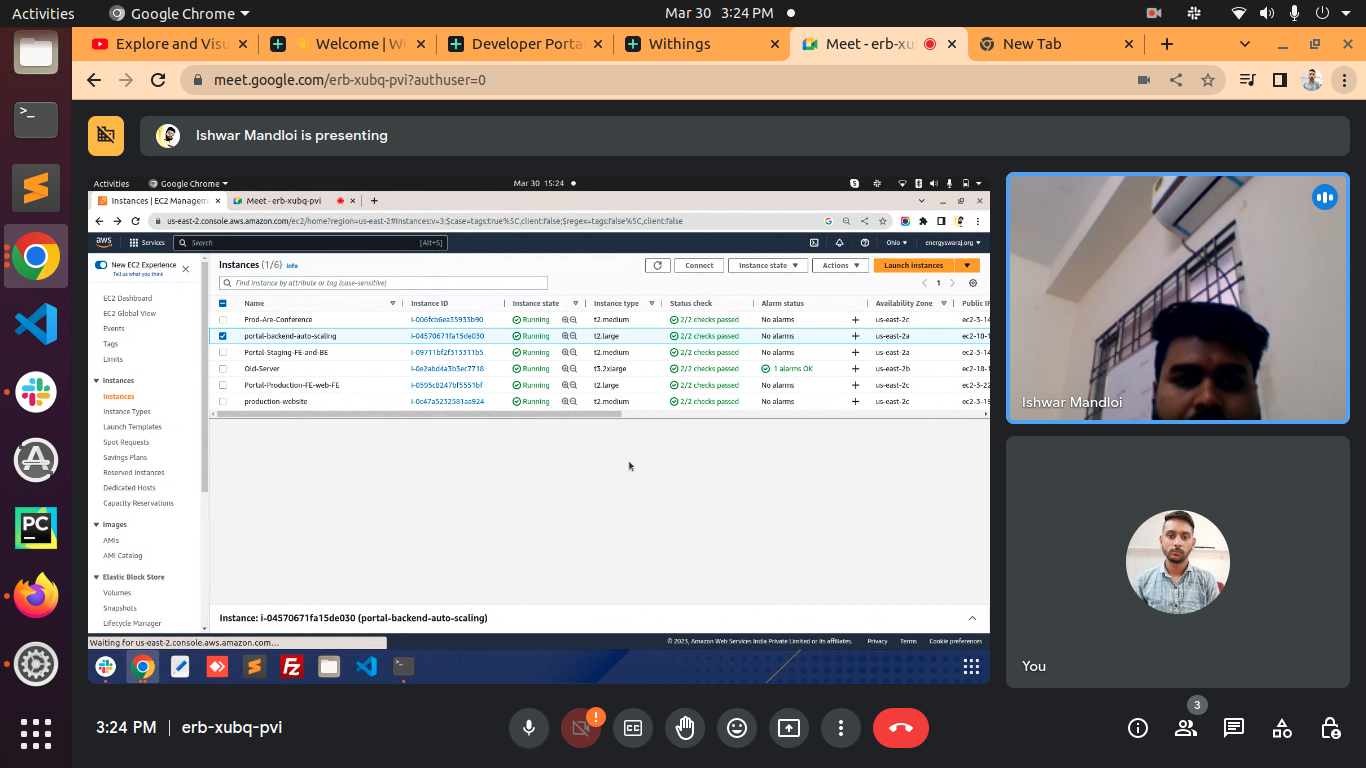 Activities
Google Chrome
Mar 30 3:24 PM
Explore and Visu
Welcome | Wi
Developer Porta
Withings
Meet - erb-xu
New Tab
meet.google.com/erb-xubq-pvi?authuser=0
Ishwar Mandloi is presenting
Activities
Google Chrome
Mar 30 15:24
Instances | EC2 Managem
Meet - erb-xubq-pvi
us-east-2.console.aws.amazon.com/ec2/home?region=us-east-2#Instances:v=3;$case=tags:true%5C,client:false;$regex=tags:false%5C,client:false
aws
Services
Search
[Alt+S]
Ohio
energyswaraj.org
New EC2 Experience
Tell us what you think
EC2 Dashboard
EC2 Global View
Events
Tags
Limits
Instances
Instances
Instance Types
Launch Templates
Spot Requests
Savings Plans
Reserved Instances
Dedicated Hosts
Capacity Reservations
Images
AMIs
AMI Catalog
Elastic Block Store
Volumes
Snapshots
Lifecycle Manager
Instances (1/6) Info
Connect
Instance state
Actions
Launch instances
Find instance by attribute or tag (case-sensitive)
1
Name Instance ID Instance state Instance type Status check Alarm status Availability Zone Public IP
Prod-Are-Conference i-006fcb6ea35933b90 Running t2.medium 2/2 checks passed No alarms + us-east-2c ec2-3-14
portal-backend-auto-scaling i-04570671fa15de030 Running t2.large 2/2 checks passed No alarms + us-east-2a ec2-18-1
Portal-Staging-FE-and-BE i-09711bf2f313311b5 Running t2.medium 2/2 checks passed No alarms + us-east-2a ec2-3-14
Old-Server i-0e2abd4a3b3ec7718 Running t3.2xlarge 2/2 checks passed 1 alarms OK + us-east-2b ec2-18-1
Portal-Production-FE-web-FE i-0595c8247bf5551bf Running t2.large 2/2 checks passed No alarms + us-east-2c ec2-3-22
production-website i-0c47a5232581aa924 Running t2.medium 2/2 checks passed No alarms + us-east-2c ec2-3-15
Instance: i-04570671fa15de030 (portal-backend-auto-scaling)
Waiting for us-east-2.console.aws.amazon.com...
© 2023, Amazon Web Services India Private Limited or its affiliates.
Privacy
Terms
Cookie preferences
Ishwar Mandloi
You
3:24 PM | erb-xubq-pvi
3